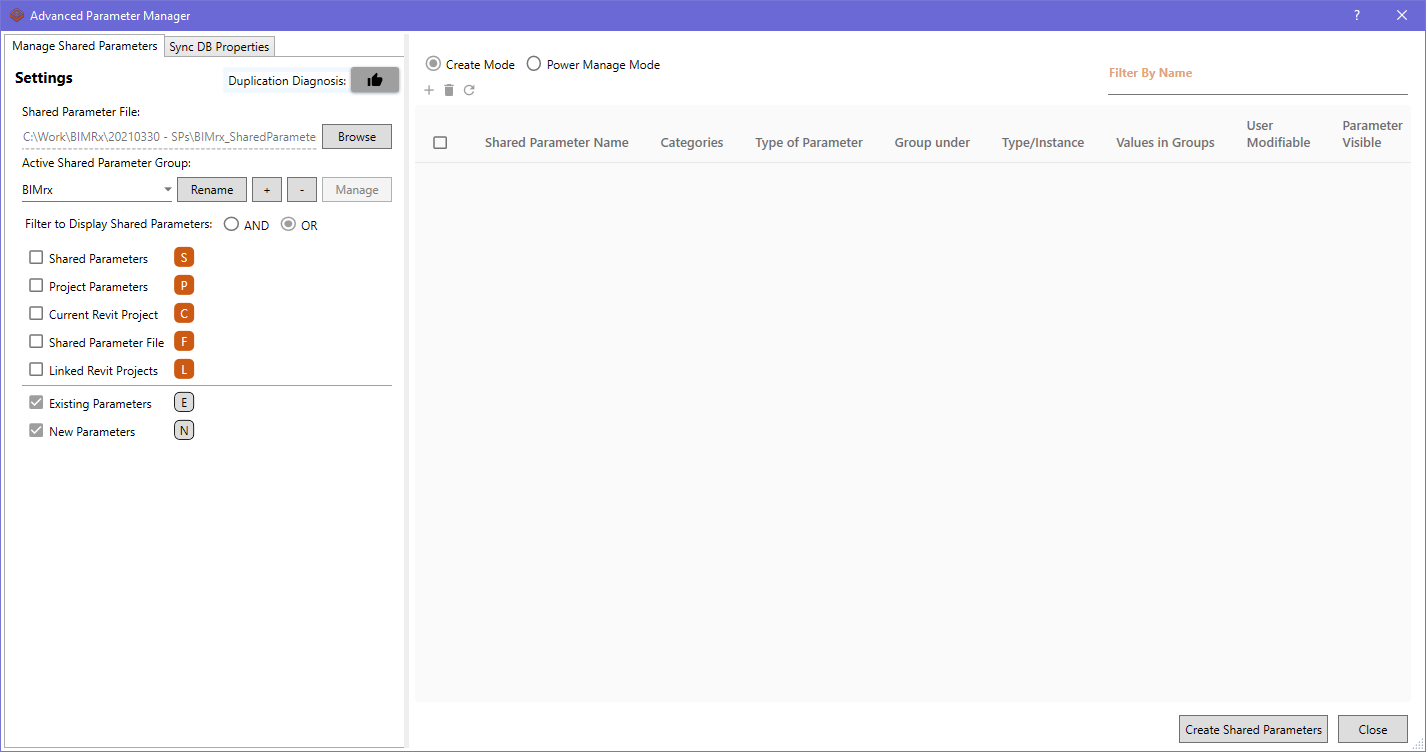 Advanced Parameter Manager
?
Manage Shared Parameters
Sync DB Properties
Settings
Duplication Diagnosis:
Shared Parameter File:
C:\Work\BIMRx\20210330 - SPs\BIMrx_SharedParamete
Browse
Active Shared Parameter Group:
BIMrx
Rename
+
-
Manage
Filter to Display Shared Parameters:
AND
OR
Shared Parameters
S
Project Parameters
P
Current Revit Project
C
Shared Parameter File
F
Linked Revit Projects
L
Existing Parameters
E
New Parameters
N
Create Mode
Power Manage Mode
Filter By Name
Shared Parameter Name
Categories
Type of Parameter
Group under
Type/Instance
Values in Groups
User
Modifiable
Parameter
Visible
Create Shared Parameters
Close